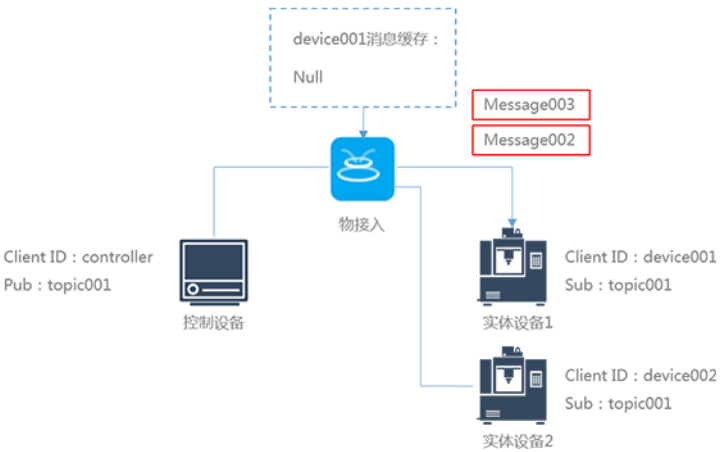 device001消息缓存：
Null
Message003
Message002
物接入
Client ID：controller
Pub：topic001
控制设备
Client ID：device001
Sub：topic001
实体设备1
Client ID：device002
Sub：topic001
实体设备2